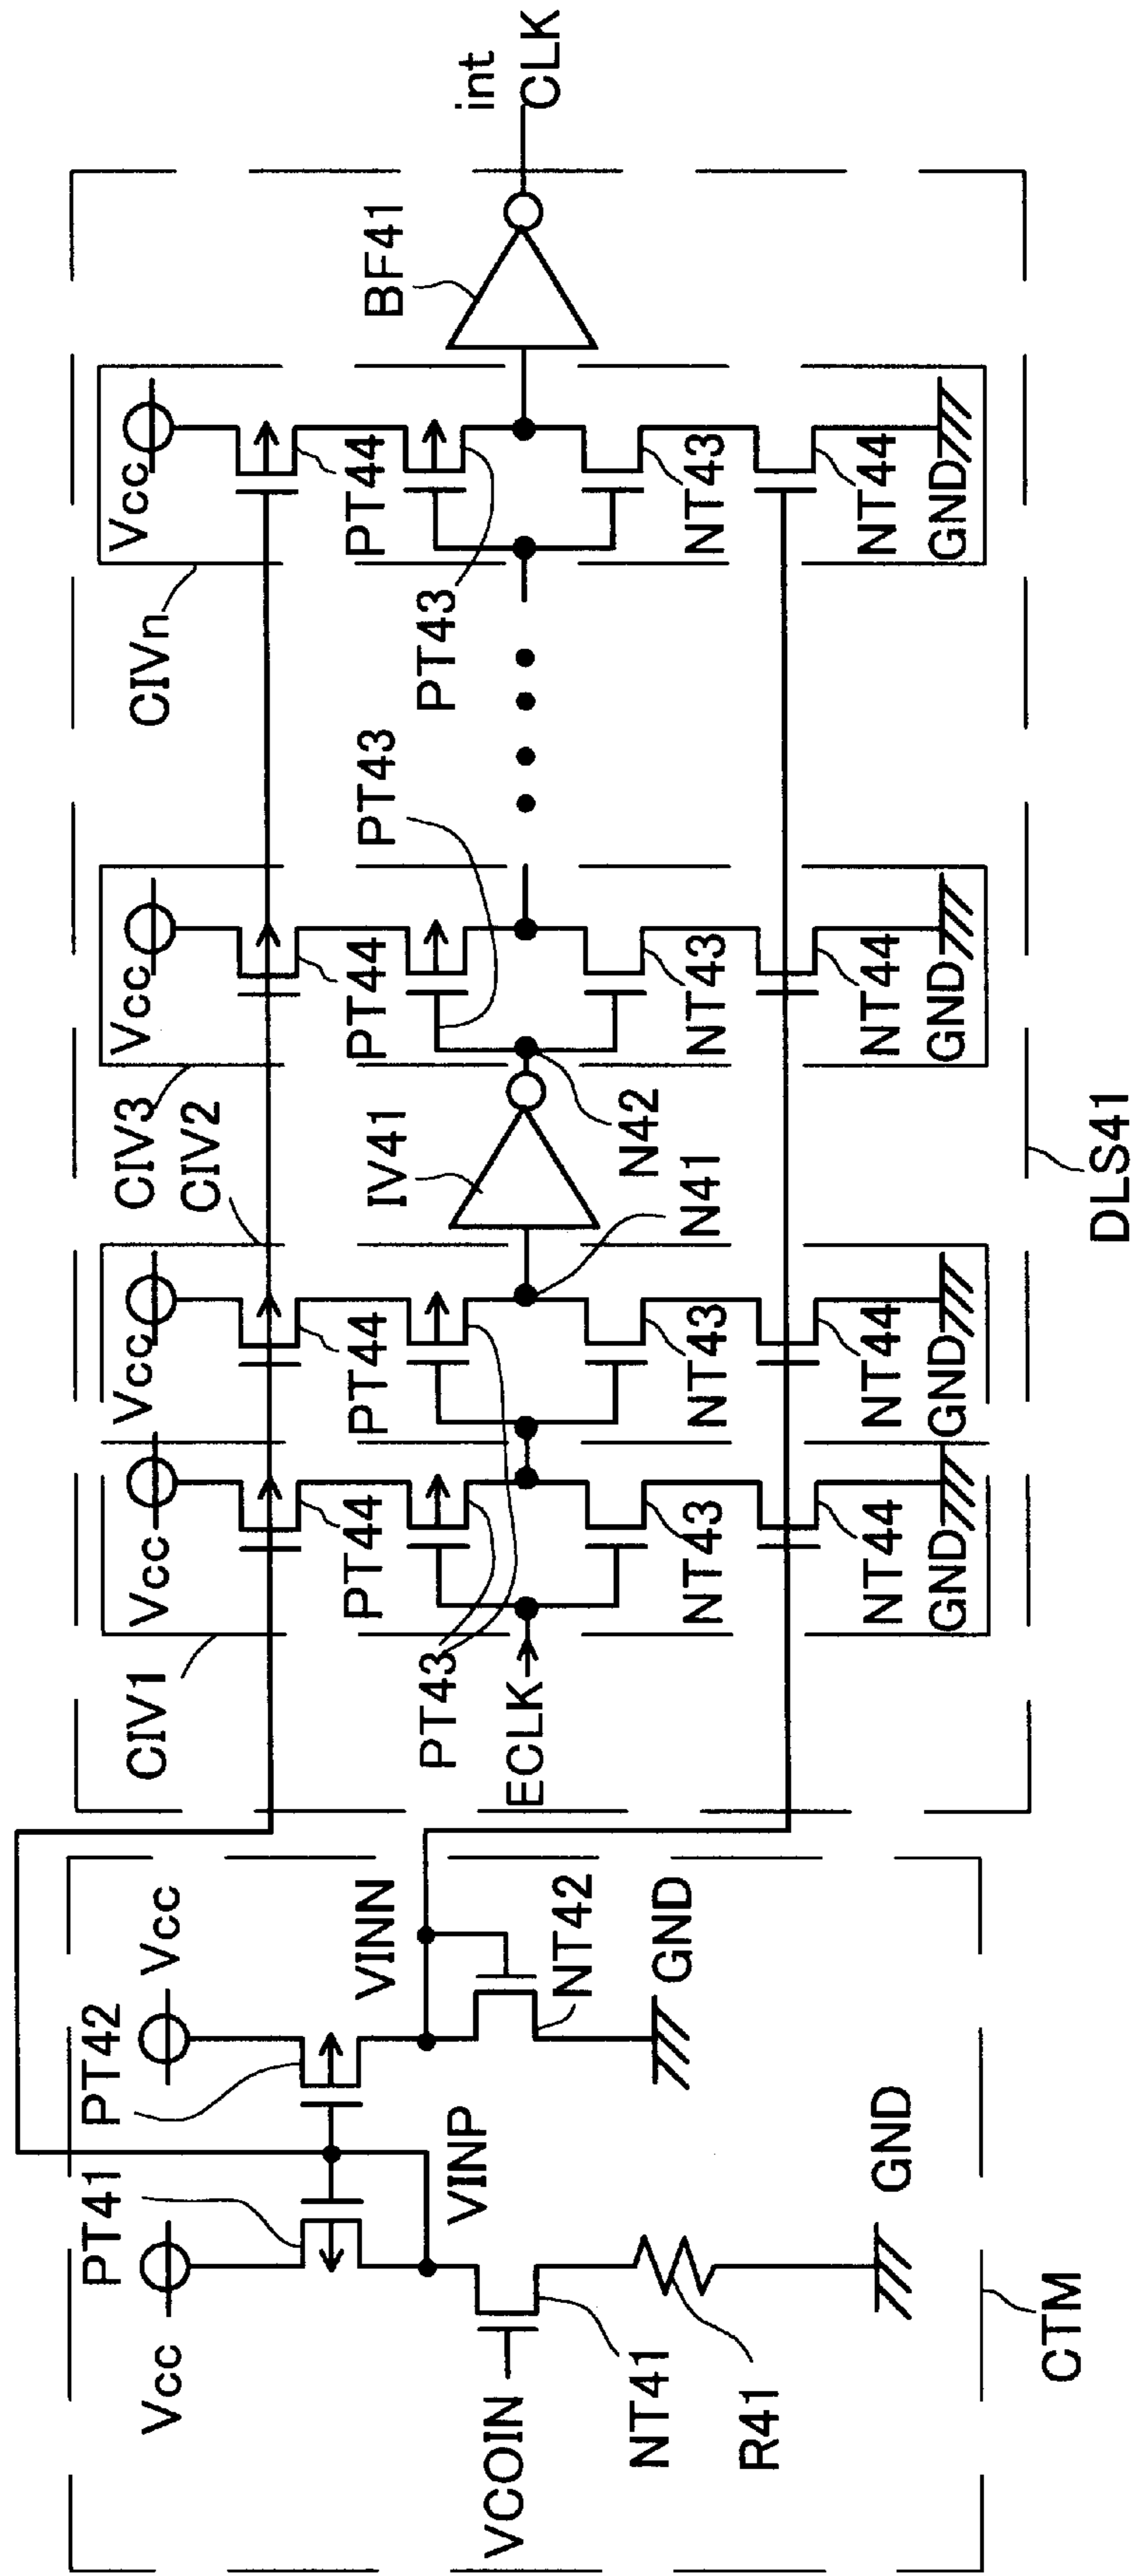 Vcc
PT41
PT42
Vcc
VCOIN
NT41
R41
VINP
GND
VINN
NT42
GND
CTM
CIV1
Vcc
PT44
PT43
ECLK
NT43
NT44
GND
CIV2
Vcc
PT44
N41
NT43
NT44
GND
IV41
N42
CIV3
Vcc
PT44
PT43
NT43
NT44
GND
CIVn
Vcc
PT44
PT43
NT43
NT44
GND
BF41
int
CLK
DLS41